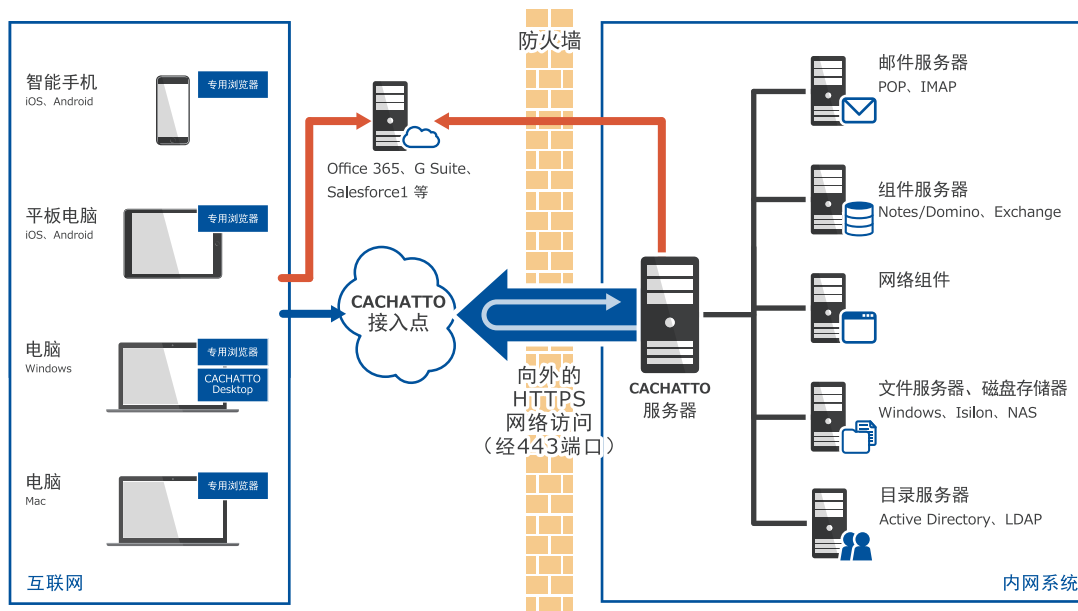 智能手机
iOS、Android
专用浏览器
平板电脑
iOS、Android
专用浏览器
电脑
Windows
专用浏览器
CACHATTO
Desktop
电脑
Mac
专用浏览器
互联网
Office 365、G Suite、
Salesforce1 等
CACHATTO
接入点
防火墙
向外的
HTTPS
网络访问
（经443端口）
CACHATTO
服务器
邮件服务器
POP、IMAP
组件服务器
Notes/Domino、Exchange
网络组件
文件服务器、磁盘存储器
Windows、Isilon、NAS
目录服务器
Active Directory、LDAP
内网系统